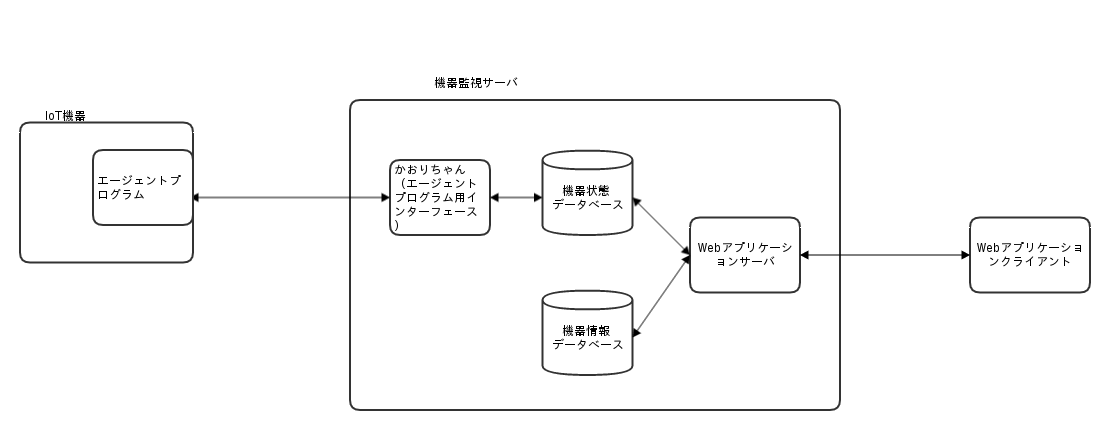 機器監視サーバ
IoT機器
エージェントプ
ログラム
かおりちゃん
（エージェント
プログラム用イ
ンターフェース
）
機器状態
データベース
Webアプリケーシ
ョンサーバ
Webアプリケーショ
ンクライアント
機器情報
データベース